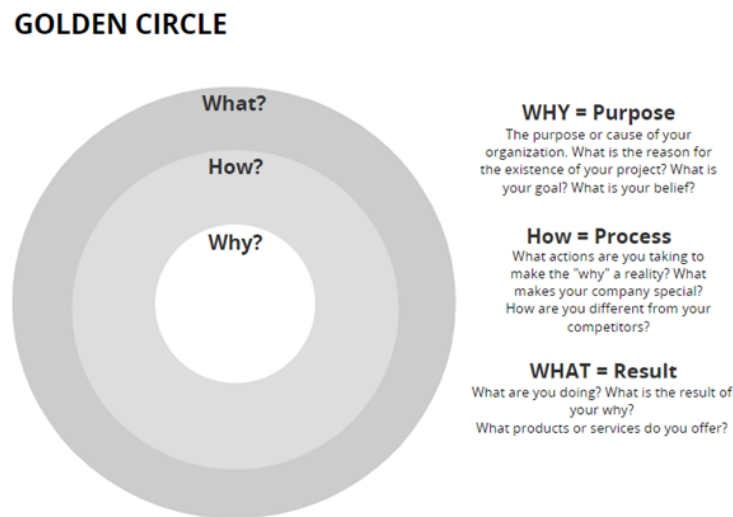 GOLDEN CIRCLE
What?
How?
Why?
WHY = Purpose
The purpose or cause of your
organization. What is the reason for
the existence of your project? What is
your goal? What is your belief?
How = Process
What actions are you taking to
make the "why" a reality? What
makes your company special?
How are you different from your
competitors?
WHAT = Result
What are you doing? What is the result of
your why?
What products or services do you offer?